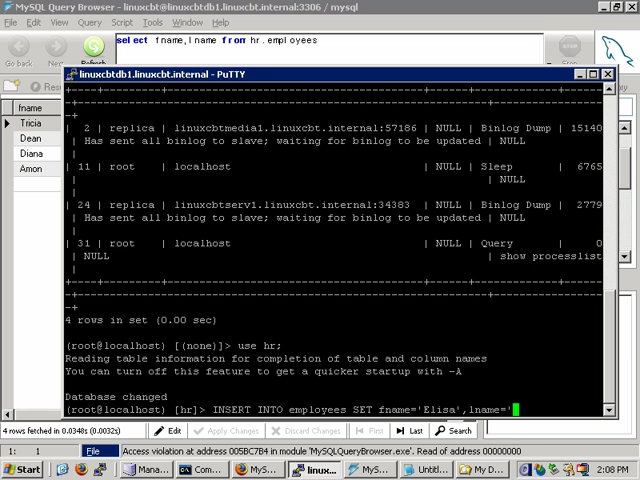 MySQL Query Browser - linuxcbt@linuxcbtdb1.linuxcbt.internal:3306 / mysql
File Edit View Query Script Tools Window Help
select fname,lname from hr.employees
Go back
Stop
linuxcbtdb1.linuxcbt.internal - PuTTY
fname
Tricia
Dean
Diana
Amon
+----+---------+
-+
| 2 | replica | linuxcbtmedia1.linuxcbt.internal:57186 | NULL | Binlog Dump | 15140
| Has sent all binlog to slave; waiting for binlog to be updated | NULL
|
| 11 | root | localhost | NULL | Sleep | 6765
| | NULL
|
| 24 | replica | linuxcbtserv1.linuxcbt.internal:34383 | NULL | Binlog Dump | 2779
| Has sent all binlog to slave; waiting for binlog to be updated | NULL
|
| 31 | root | localhost | NULL | Query | 0
| NULL | show processlist
|
-+
4 rows in set (0.00 sec)
(root@localhost) [(none)]> use hr;
Reading table information for completion of table and column names
You can turn off this feature to get a quicker startup with -A
Database changed
(root@localhost) [hr]> INSERT INTO employees SET fname='Elisa',lname='
4 rows fetched in 0.0348s (0.0032s) Edit Apply Changes Discard Changes First Last Search
1: 1 File Access violation at address 005BC7B4 in module 'MySQLQueryBrowser.exe'. Read of address 00000000
Start Mana... Com... MyS... linux... MyS... Untitl... My D... 2:08 PM